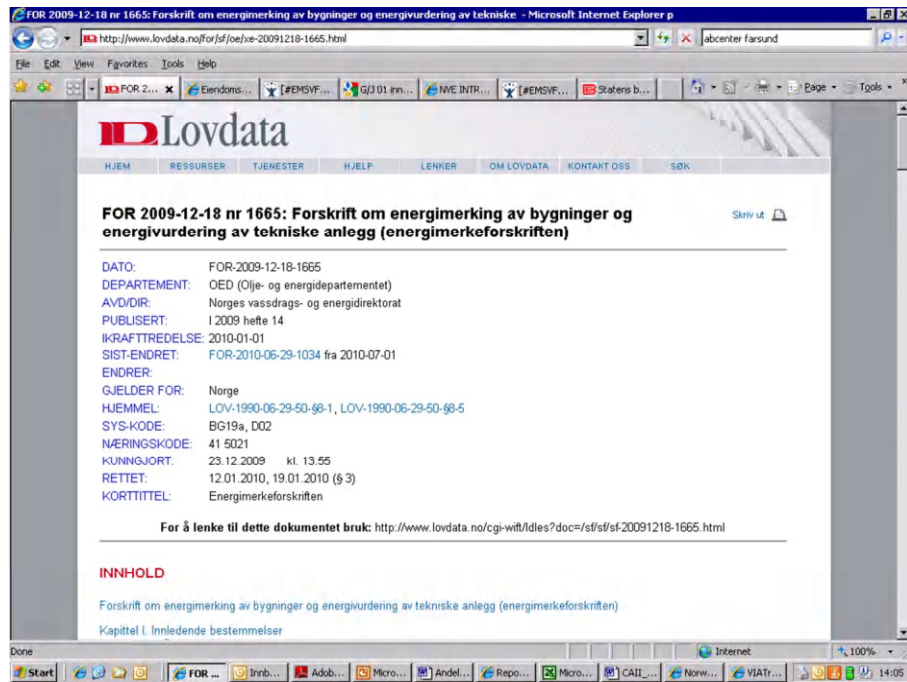 FOR 2009-12-18 nr 1665: Forskrift om energimerking av bygninger og energivurdering av tekniske - Microsoft Internet Explorer p
http://www.lovdata.no/for/sf/oe/xe-20091218-1665.html
abcenter farsund
File Edit View Favorites Tools Help
FOR 2... Eiendoms... [#EMSVF... G/J 01 inn... NVE INTR... [#EMSVF... Statens b... Page Tools
Lovdata
HJEM RESSURSER TJENESTER HJELP LENKER OM LOVDATA KONTAKT OSS SØK
FOR 2009-12-18 nr 1665: Forskrift om energimerking av bygninger og
energivurdering av tekniske anlegg (energimerkeforskriften)
Skriv ut
DATO: FOR-2009-12-18-1665
DEPARTEMENT: OED (Olje- og energidepartementet)
AVD/DIR: Norges vassdrags- og energidirektorat
PUBLISERT: I 2009 hefte 14
IKRAFTTREDELSE: 2010-01-01
SIST-ENDRET: FOR-2010-06-29-1034 fra 2010-07-01
ENDRER:
GJELDER FOR: Norge
HJEMMEL: LOV-1990-06-29-50-§8-1, LOV-1990-06-29-50-§8-5
SYS-KODE: BG19a, D02
NÆRINGSKODE: 41 5021
KUNNGJORT: 23.12.2009 kl. 13.55
RETTET: 12.01.2010, 19.01.2010 (§ 3)
KORTTITTEL: Energimerkeforskriften
For å lenke til dette dokumentet bruk: http://www.lovdata.no/cgi-wift/ldles?doc=/sf/sf/sf-20091218-1665.html
INNHOLD
Forskrift om energimerking av bygninger og energivurdering av tekniske anlegg (energimerkeforskriften)
Kapittel I. Innledende bestemmelser
Done Internet 100%
Start FOR ... Innb... Adob... Micro... Andel... Repo... Micro... CAII_... Norw... VIATr... 14:05